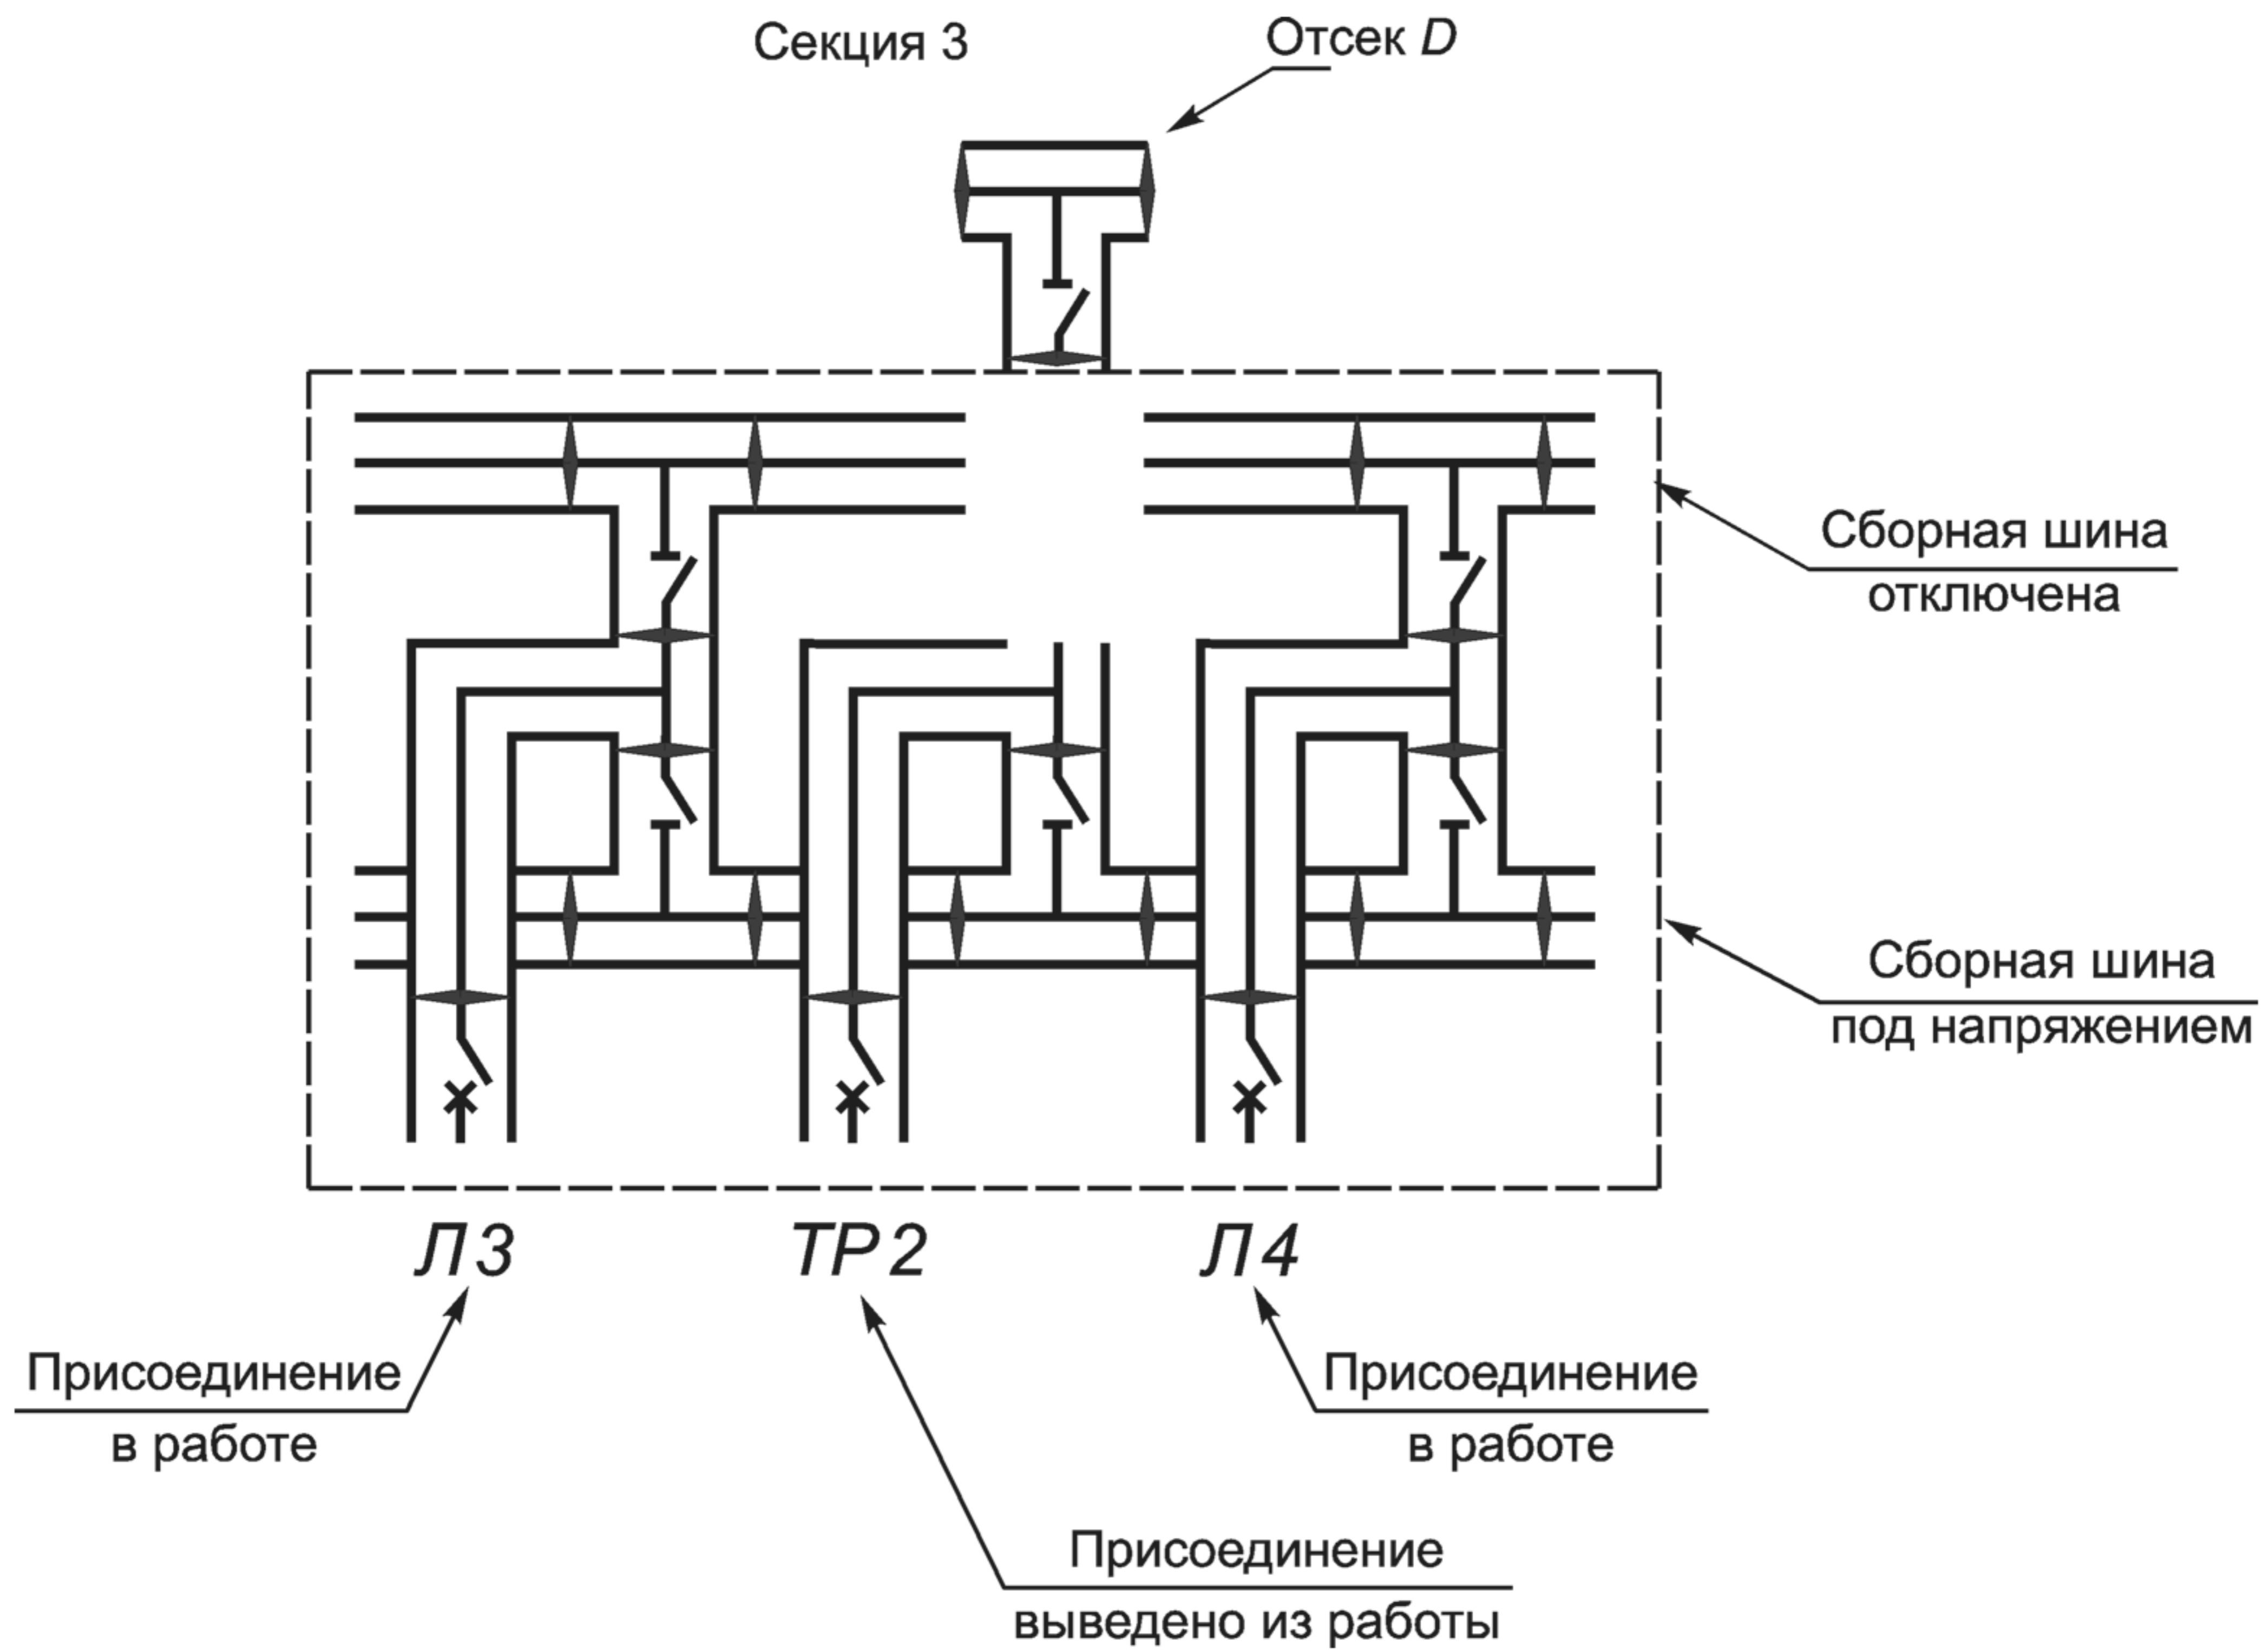 Секция 3
Отсек D
Сборная шина
отключена
Сборная шина
под напряжением
Л3
ТР2
Л4
Присоединение
в работе
Присоединение
в работе
Присоединение
выведено из работы